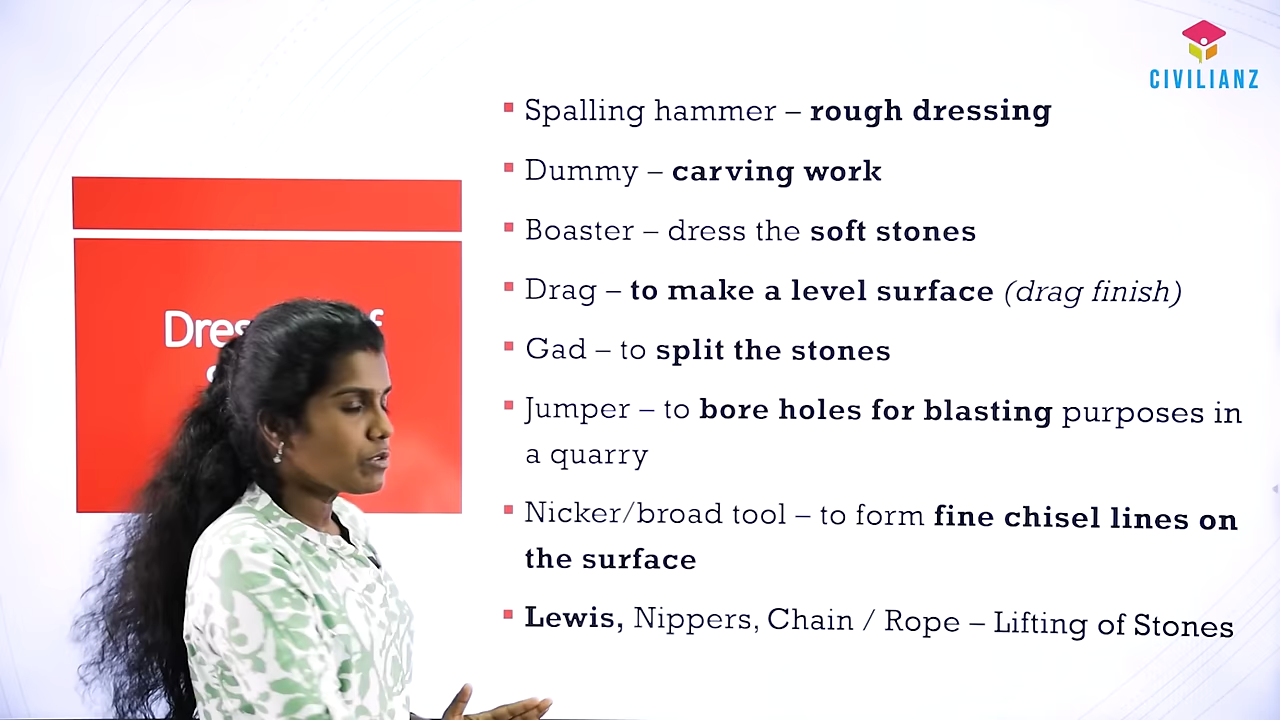 CIVILIANZ
▪ Spalling hammer – rough dressing
▪ Dummy – carving work
▪ Boaster – dress the soft stones
▪ Drag – to make a level surface (drag finish)
▪ Gad – to split the stones
▪ Jumper – to bore holes for blasting purposes in
a quarry
▪ Nicker/broad tool – to form fine chisel lines on
the surface
▪ Lewis, Nippers, Chain / Rope – Lifting of Stones